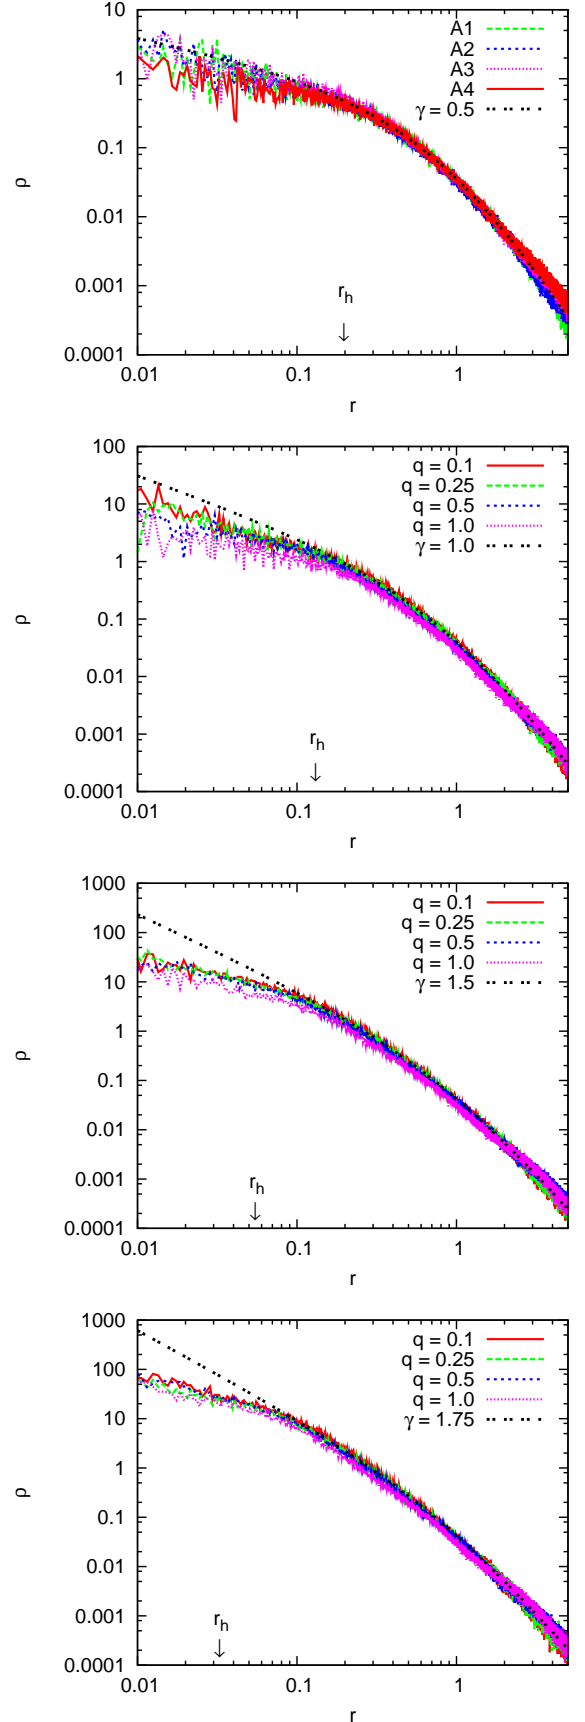 10
A1
A2
1
A3
A4
γ = 0.5
0.1
ρ
0.01
0.001
r_h
↓
0.0001
0.01 0.1 1
r
100
q = 0.1
q = 0.25
10
q = 0.5
q = 1.0
1
γ = 1.0
0.1
ρ
0.01
0.001
r_h
↓
0.0001
0.01 0.1 1
r
1000
q = 0.1
100
q = 0.25
q = 0.5
10
q = 1.0
γ = 1.5
1
ρ
0.1
0.01
0.001
r_h
↓
0.0001
0.01 0.1 1
r
1000
q = 0.1
q = 0.25
100
q = 0.5
q = 1.0
10
γ = 1.75
1
ρ
0.1
0.01
0.001
r_h
↓
0.0001
0.01 0.1 1
r